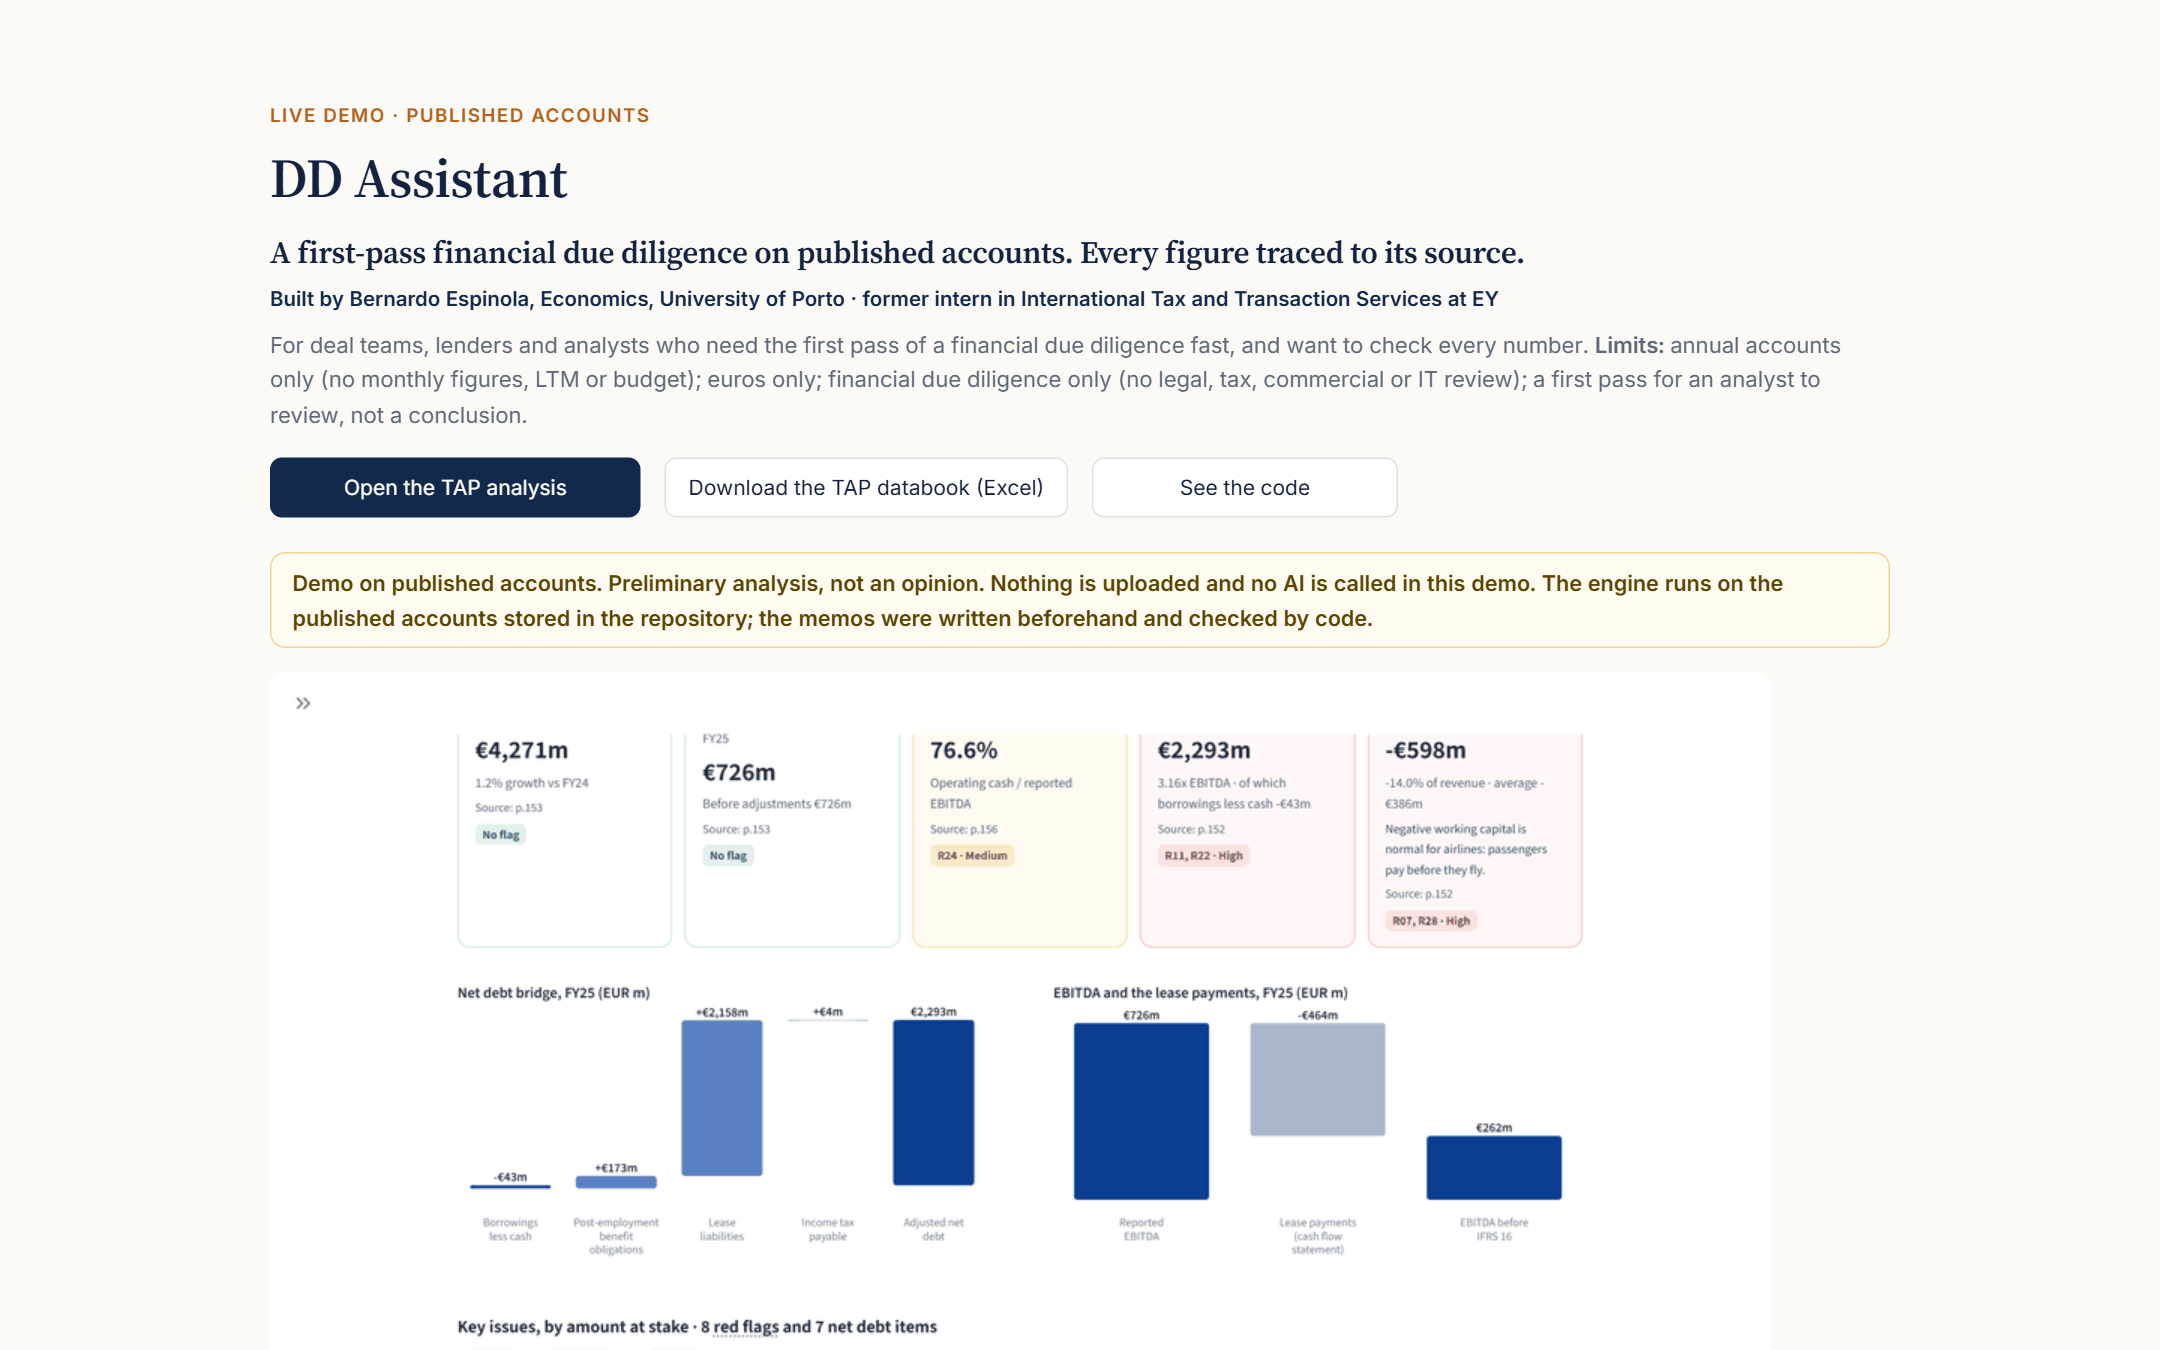 LIVE DEMO · PUBLISHED ACCOUNTS
DD Assistant
A first-pass financial due diligence on published accounts. Every figure traced to its source.
Built by Bernardo Espinola, Economics, University of Porto · former intern in International Tax and Transaction Services at EY
For deal teams, lenders and analysts who need the first pass of a financial due diligence fast, and want to check every number. Limits: annual accounts
only (no monthly figures, LTM or budget); euros only; financial due diligence only (no legal, tax, commercial or IT review); a first pass for an analyst to
review, not a conclusion.
Open the TAP analysis
Download the TAP databook (Excel)
See the code
Demo on published accounts. Preliminary analysis, not an opinion. Nothing is uploaded and no AI is called in this demo. The engine runs on the
published accounts stored in the repository; the memos were written beforehand and checked by code.
»
€4,271m
1.2% growth vs FY24
Source: p.153
No flag
FY25
€726m
Before adjustments €726m
Source: p.153
No flag
76.6%
Operating cash / reported
EBITDA
Source: p.156
R24 · Medium
€2,293m
3.16x EBITDA · of which
borrowings less cash -€43m
Source: p.152
R11, R22 · High
-€598m
-14.0% of revenue · average -
€386m
Negative working capital is
normal for airlines: passengers
pay before they fly.
Source: p.152
R07, R28 · High
Net debt bridge, FY25 (EUR m)
-€43m
+€173m
+€2,158m
+€4m
€2,293m
Borrowings
less cash
Post-employment
benefit
obligations
Lease
liabilities
Income tax
payable
Adjusted net
debt
EBITDA and the lease payments, FY25 (EUR m)
€726m
-€464m
€262m
Reported
EBITDA
Lease payments
(cash flow
statement)
EBITDA before
IFRS 16
Key issues, by amount at stake · 8 red flags and 7 net debt items